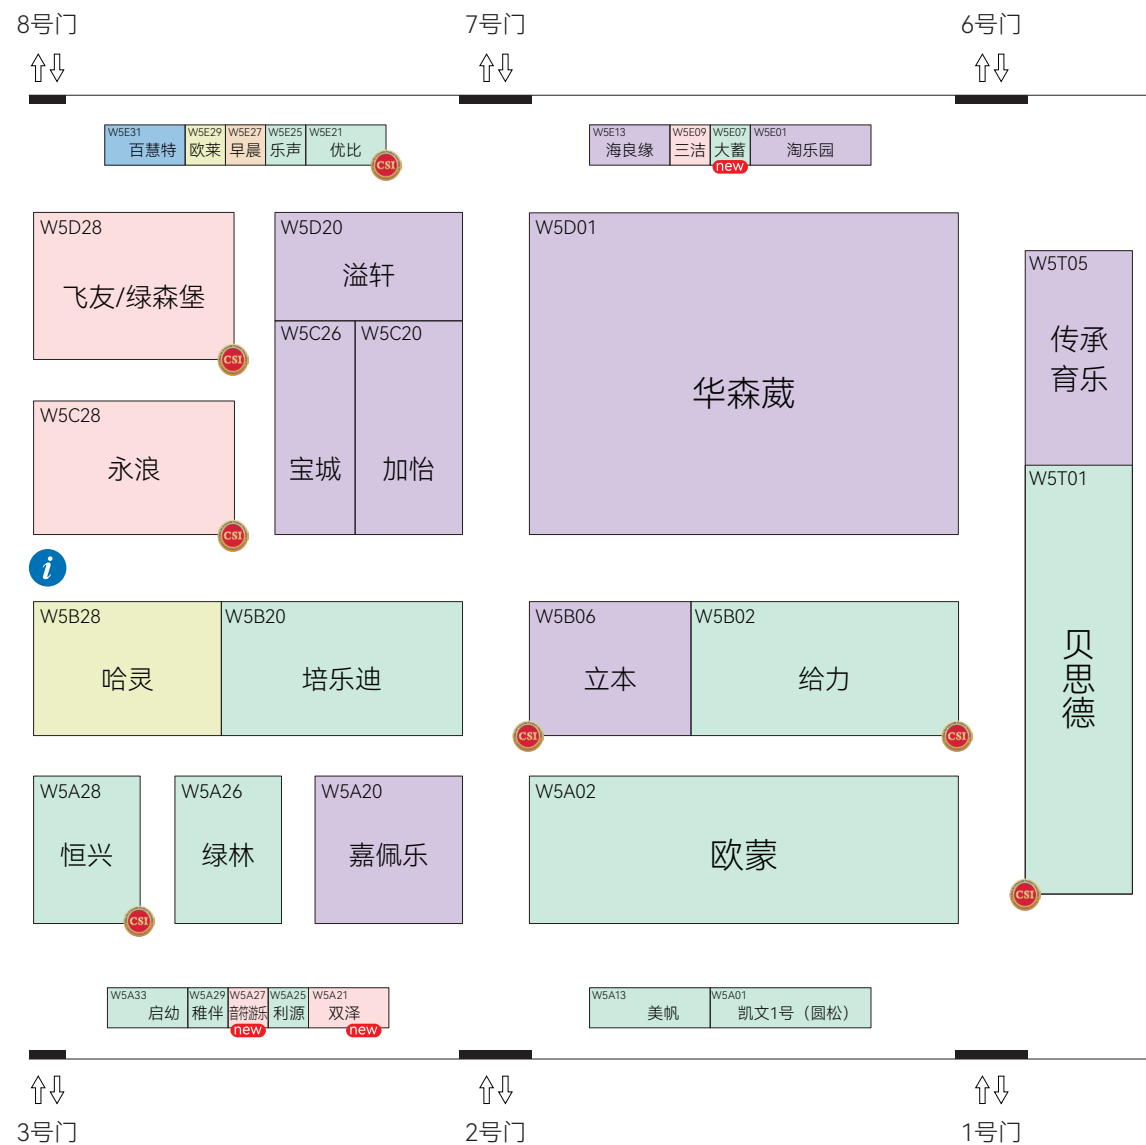 8号门
7号门
6号门
W5E31
百慧特
W5E29
欧莱
W5E27
早晨
W5E25
乐声
W5E21
优比
CSI
W5E13
海良缘
W5E09
三洁
W5E07
大蓄
new
W5E01
淘乐园
W5D28
飞友/绿森堡
CSI
W5D20
溢轩
W5D01
华森葳
W5T05
传承
育乐
W5C28
永浪
CSI
W5C26
宝城
W5C20
加怡
W5T01
贝思德
CSI
i
W5B28
哈灵
W5B20
培乐迪
W5B06
立本
CSI
W5B02
给力
CSI
W5A28
恒兴
CSI
W5A26
绿林
W5A20
嘉佩乐
W5A02
欧蒙
W5A33
启幼
W5A29
稚伴
W5A27
音符游乐
new
W5A25
利源
W5A21
双泽
new
W5A13
美帆
W5A01
凯文1号（圆松）
3号门
2号门
1号门